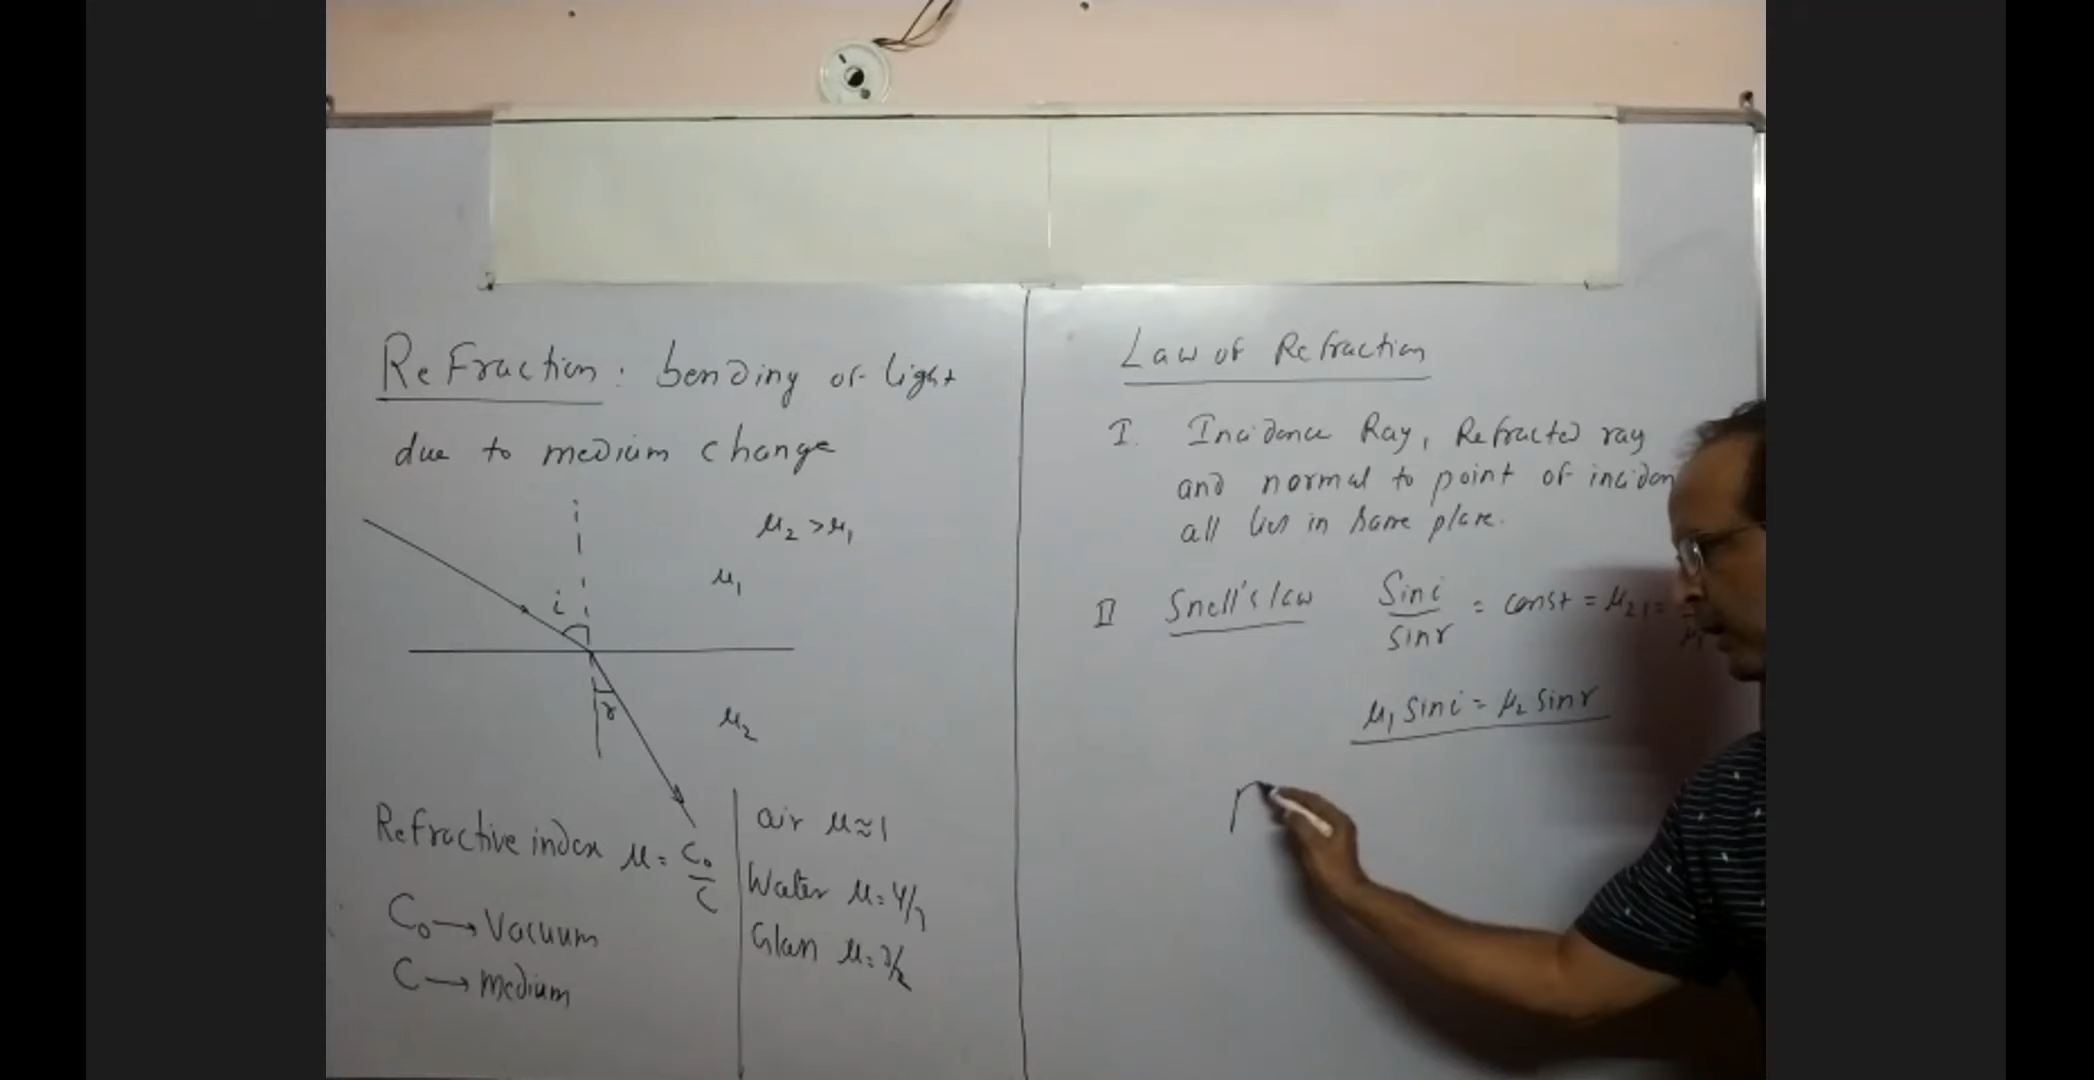 Refraction : bending of light
due to medium change
μ₂ > μ₁
μ₁
i
r
μ₂
Refractive index μ = C₀/C
C₀ → Vacuum
C → medium
air μ ≈ 1
Water μ = 4/3
Glass μ = 3/2
Law of Refraction
I. Incidence Ray, Refracted ray
and normal to point of inciden
all lies in same plane.
II Snell's law Sin i / sin r = const = μ₂₁ =
μ₁ sin i = μ₂ sin r